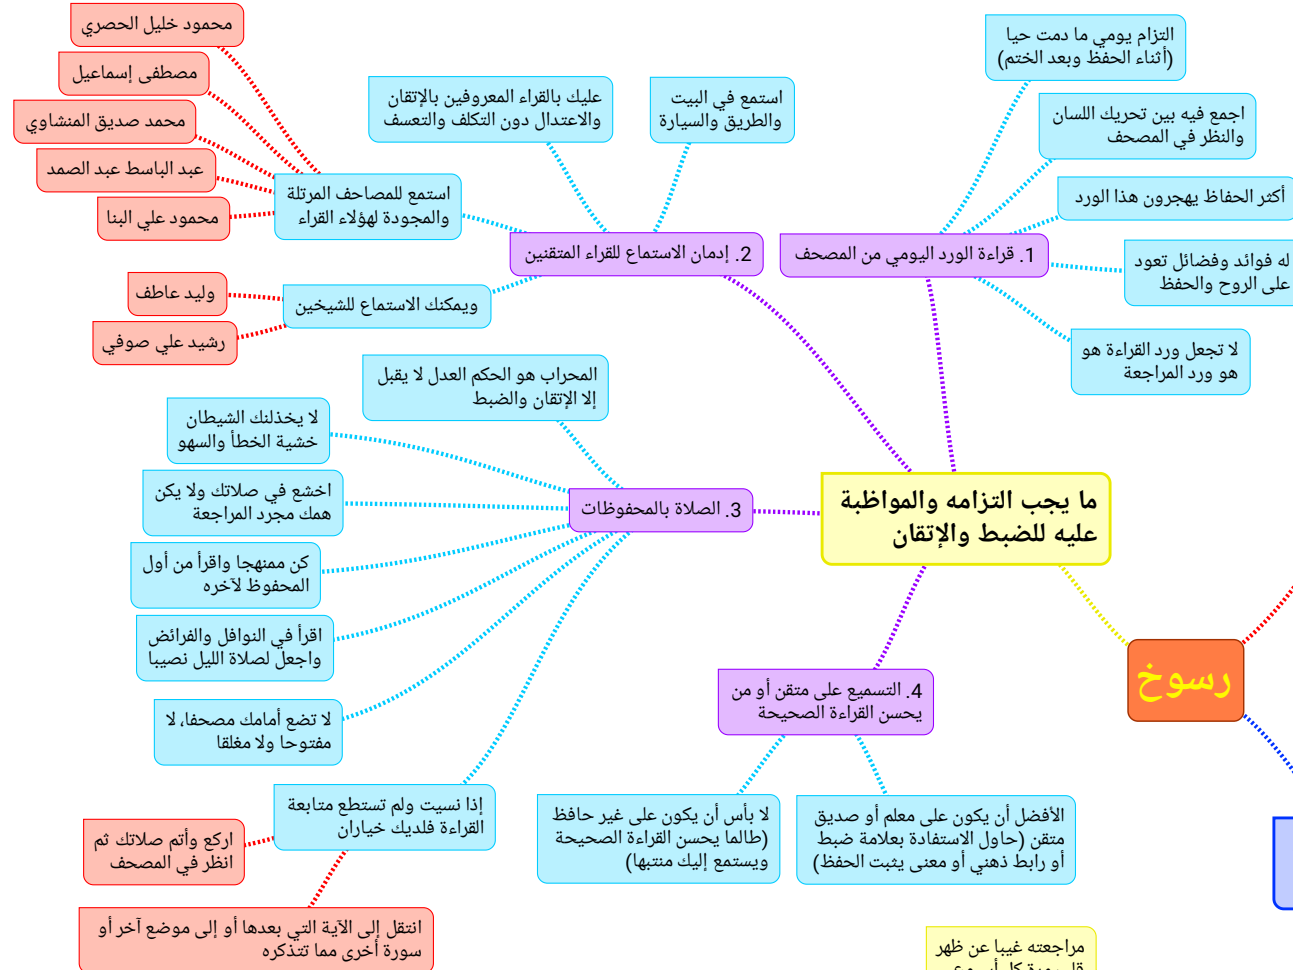 رسوخ
ما يجب التزامه والمواظبة
عليه للضبط والإتقان
1. قراءة الورد اليومي من المصحف
التزام يومي ما دمت حيا
(أثناء الحفظ وبعد الختم)
اجمع فيه بين تحريك اللسان
والنظر في المصحف
أكثر الحفاظ يهجرون هذا الورد
له فوائد وفضائل تعود
على الروح والحفظ
لا تجعل ورد القراءة هو
هو ورد المراجعة
2. إدمان الاستماع للقراء المتقنين
استمع في البيت
والطريق والسيارة
عليك بالقراء المعروفين بالإتقان
والاعتدال دون التكلف والتعسف
استمع للمصاحف المرتلة
والمجودة لهؤلاء القراء
محمود خليل الحصري
مصطفى إسماعيل
محمد صديق المنشاوي
عبد الباسط عبد الصمد
محمود علي البنا
ويمكنك الاستماع للشيخين
وليد عاطف
رشيد علي صوفي
3. الصلاة بالمحفوظات
المحراب هو الحكم العدل لا يقبل
إلا الإتقان والضبط
لا يخذلنك الشيطان
خشية الخطأ والسهو
اخشع في صلاتك ولا يكن
همك مجرد المراجعة
كن ممنهجا واقرأ من أول
المحفوظ لآخره
اقرأ في النوافل والفرائض
واجعل لصلاة الليل نصيبا
لا تضع أمامك مصحفا، لا
مفتوحا ولا مغلقا
إذا نسيت ولم تستطع متابعة
القراءة فلديك خياران
اركع وأتم صلاتك ثم
انظر في المصحف
انتقل إلى الآية التي بعدها أو إلى موضع آخر أو
سورة أخرى مما تتذكره
4. التسميع على متقن أو من
يحسن القراءة الصحيحة
الأفضل أن يكون على معلم أو صديق
متقن (حاول الاستفادة بعلامة ضبط
أو رابط ذهني أو معنى يثبت الحفظ)
لا بأس أن يكون على غير حافظ
(طالما يحسن القراءة الصحيحة
ويستمع إليك منتبها)
مراجعته غيبا عن ظهر